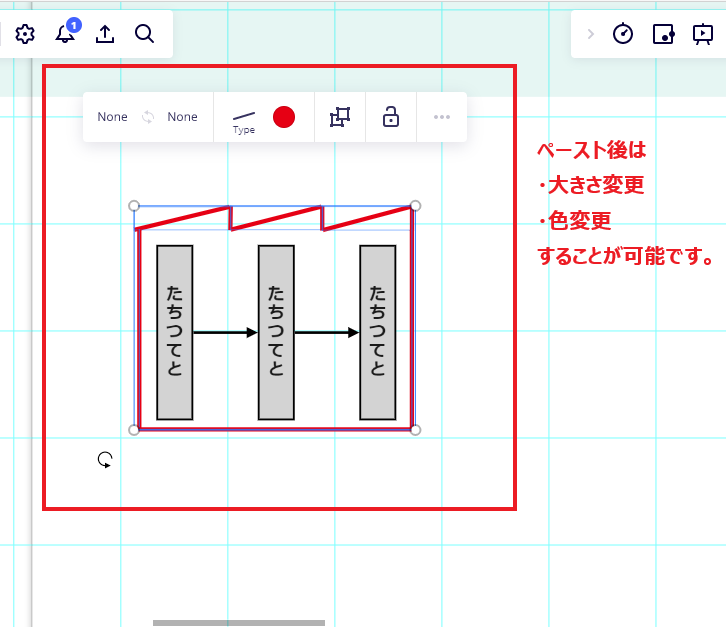 1
None
None
Type
ペースト後は
・大きさ変更
・色変更
することが可能です。
たちつてと
たちつてと
たちつてと